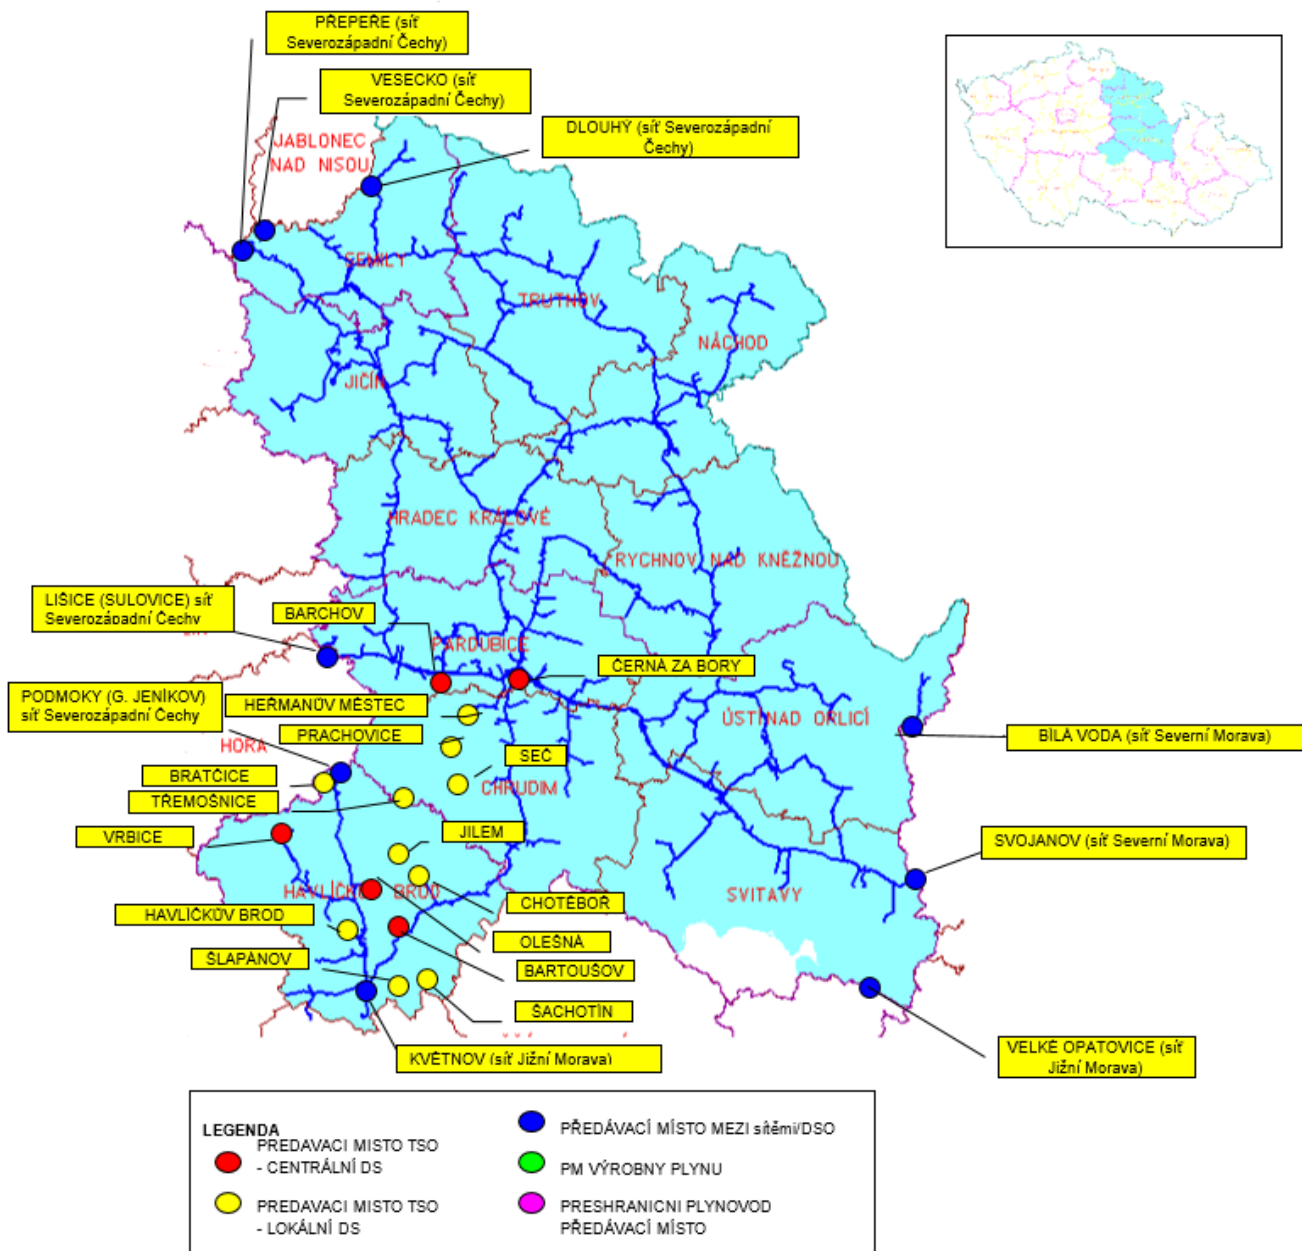 PŘEPEŘE (síť
Severozápadní Čechy)
VESECKO (síť
Severozápadní Čechy)
DLOUHÝ (síť Severozápadní
Čechy)
JABLONEC
NAD NISOU
SEMILY
TRUTNOV
NÁCHOD
JIČÍN
HRADEC KRÁLOVÉ
RYCHNOV NAD KNĚŽNOU
LIŠICE (SULOVICE) síť
Severozápadní Čechy
BARCHOV
PARDUBICE
ČERNÁ ZA BORY
PODMOKY (G. JENÍKOV)
síť Severozápadní Čechy
HEŘMANŮV MĚSTEC
ÚSTÍ NAD ORLICÍ
PRACHOVICE
HORA
SEČ
BÍLÁ VODA (síť Severní Morava)
BRATČICE
CHRUDIM
TŘEMOŠNICE
VRBICE
JILEM
SVOJANOV (síť Severní Morava)
HAVLÍČKŮV BROD
SVITAVY
CHOTĚBOŘ
HAVLÍČKŮV BROD
OLEŠNÁ
ŠLAPÁNOV
BARTOUŠOV
ŠACHOTÍN
KVĚTNOV (síť Jižní Morava)
VELKÉ OPATOVICE (síť
Jižní Morava)
LEGENDA
PREDAVACI MISTO TSO
- CENTRÁLNÍ DS
PREDAVACI MISTO TSO
- LOKÁLNÍ DS
PŘEDÁVACÍ MÍSTO MEZI sítěmi/DSO
PM VÝROBNY PLYNU
PRESHRANICNI PLYNOVOD
PŘEDÁVACÍ MÍSTO